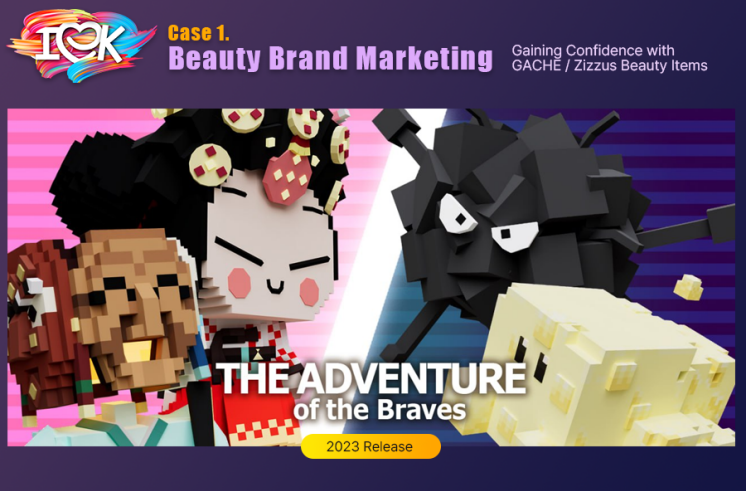 I♡K
Case 1.
Beauty Brand Marketing
Gaining Confidence with
GACHE / Zizzus Beauty Items
THE ADVENTURE
of the Braves
2023 Release